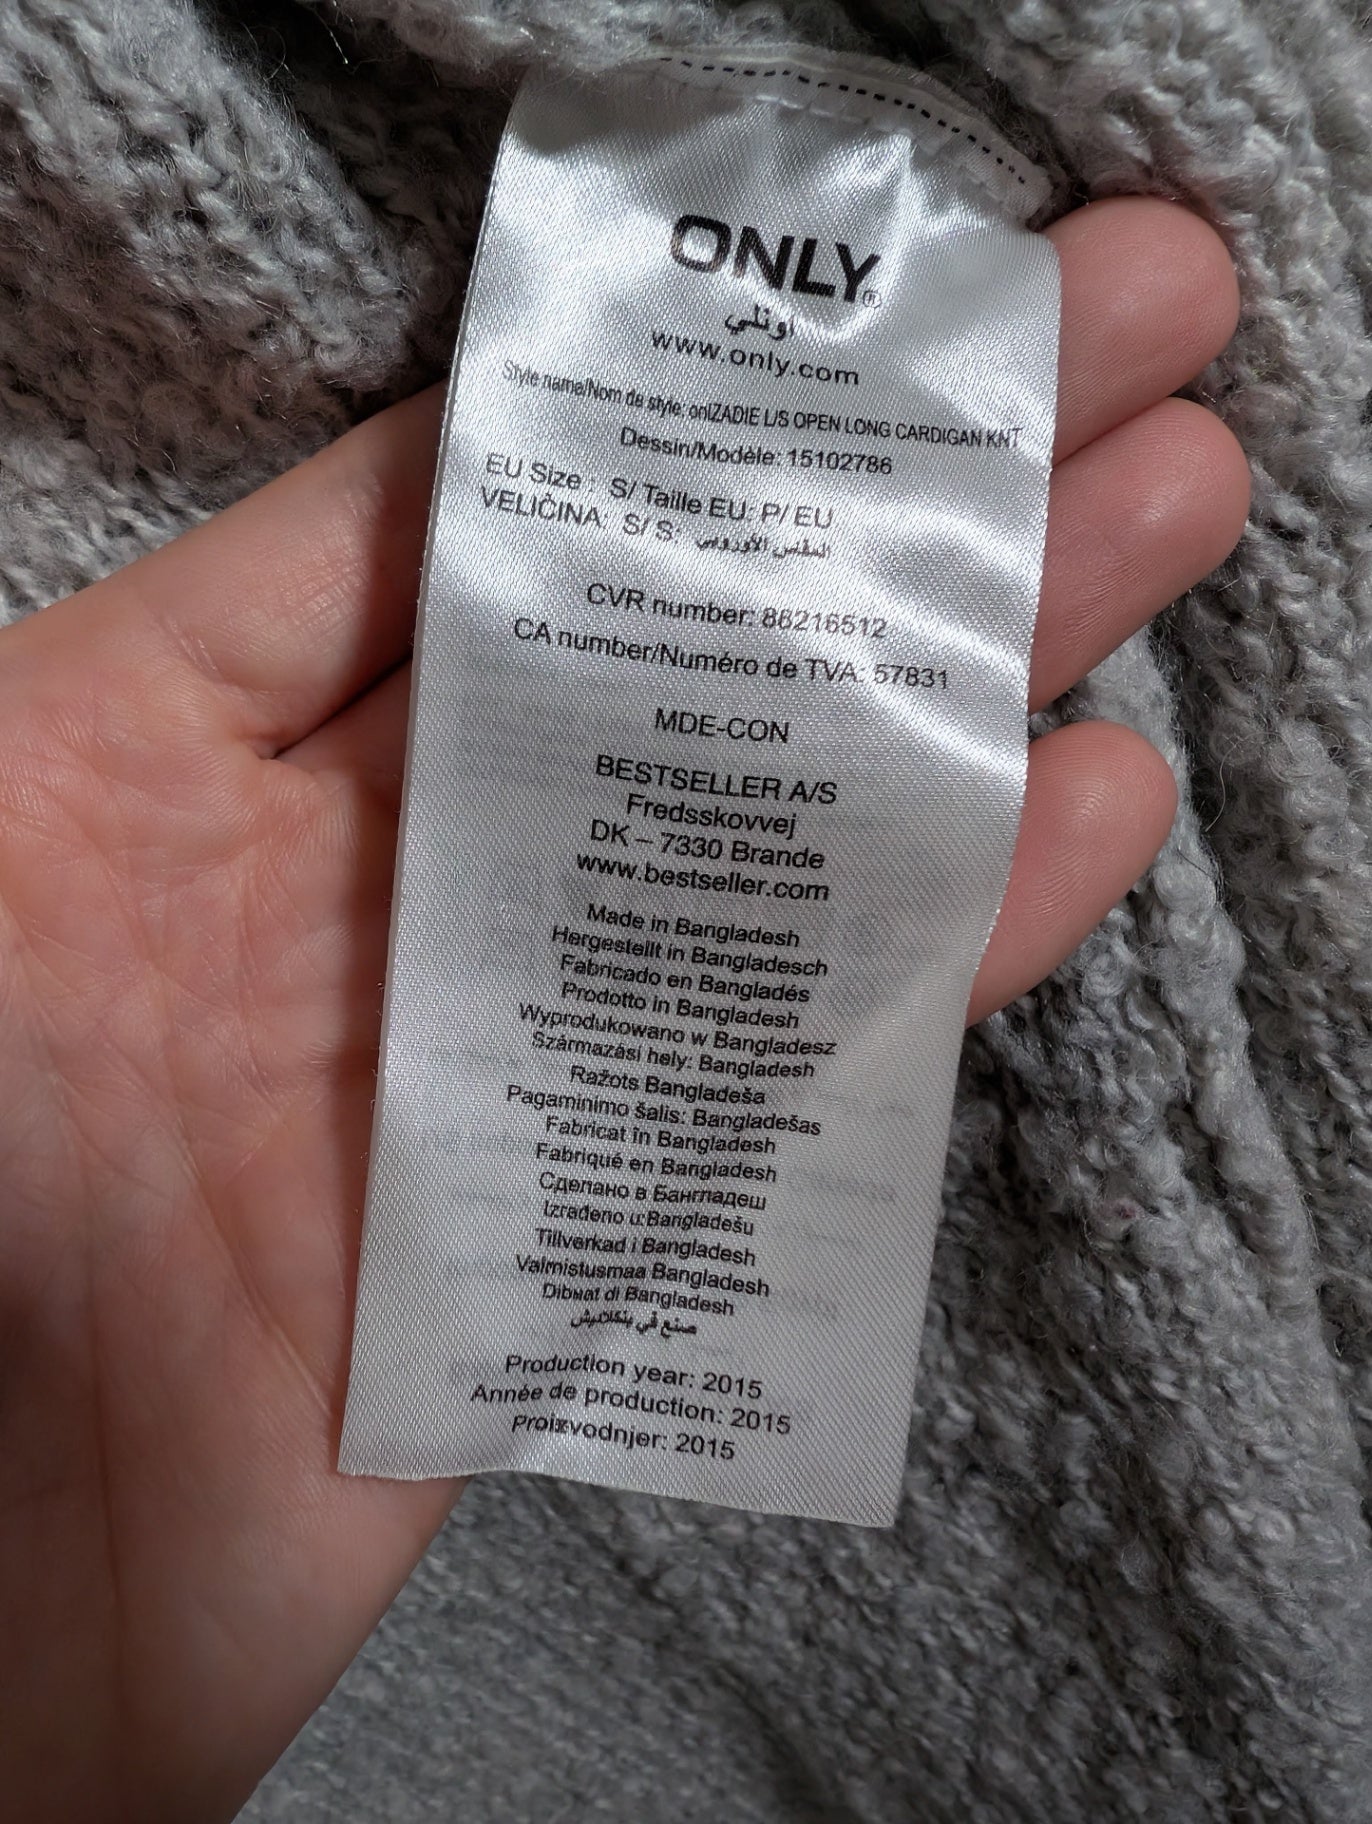 ONLY®
اونلي
www.only.com
Style name/Nom de style: onlZADIE L/S OPEN LONG CARDIGAN KNT
Dessin/Modèle: 15102786
EU Size : S/ Taille EU: P/ EU
VELIČINA: S/ S: المقاس الأوروبي
CVR number: 88216512
CA number/Numéro de TVA: 57831
MDE-CON
BESTSELLER A/S
Fredsskovvej
DK – 7330 Brande
www.bestseller.com
Made in Bangladesh
Hergestellt in Bangladesch
Fabricado en Bangladés
Prodotto in Bangladesh
Wyprodukowano w Bangladesz
Származási hely: Bangladesh
Ražots Bangladeša
Pagaminimo šalis: Bangladešas
Fabricat în Bangladesh
Fabriqué en Bangladesh
Сделано в Бангладеш
Izrađeno u:Bangladešu
Tillverkad i Bangladesh
Valmistusmaa Bangladesh
di Bangladesh
صنع في بنكلاديش
Production year: 2015
Année de production: 2015
Proizvodnjer: 2015